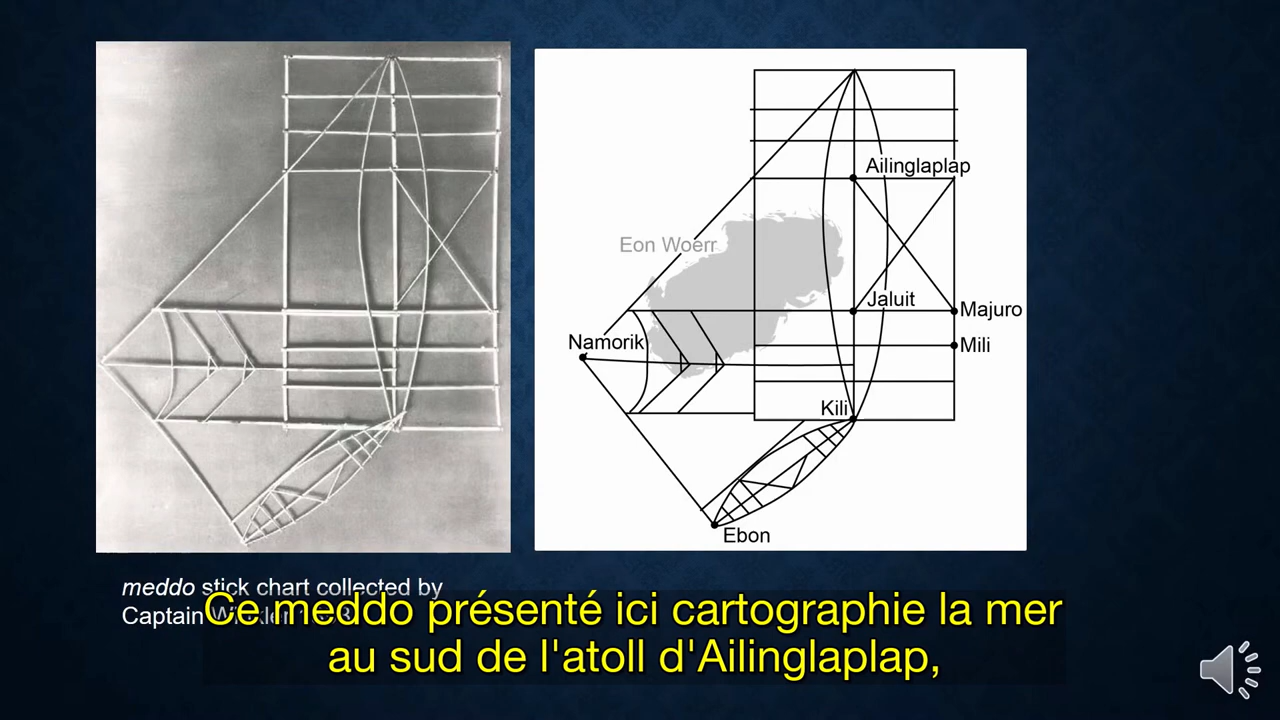 Ailinglaplap
Eon Woerr
Jaluit
Majuro
Namorik
Mili
Kili
Ebon
meddo stick chart collected by
Captain
Ce meddo présenté ici cartographie la mer
au sud de l'atoll d'Ailinglaplap,